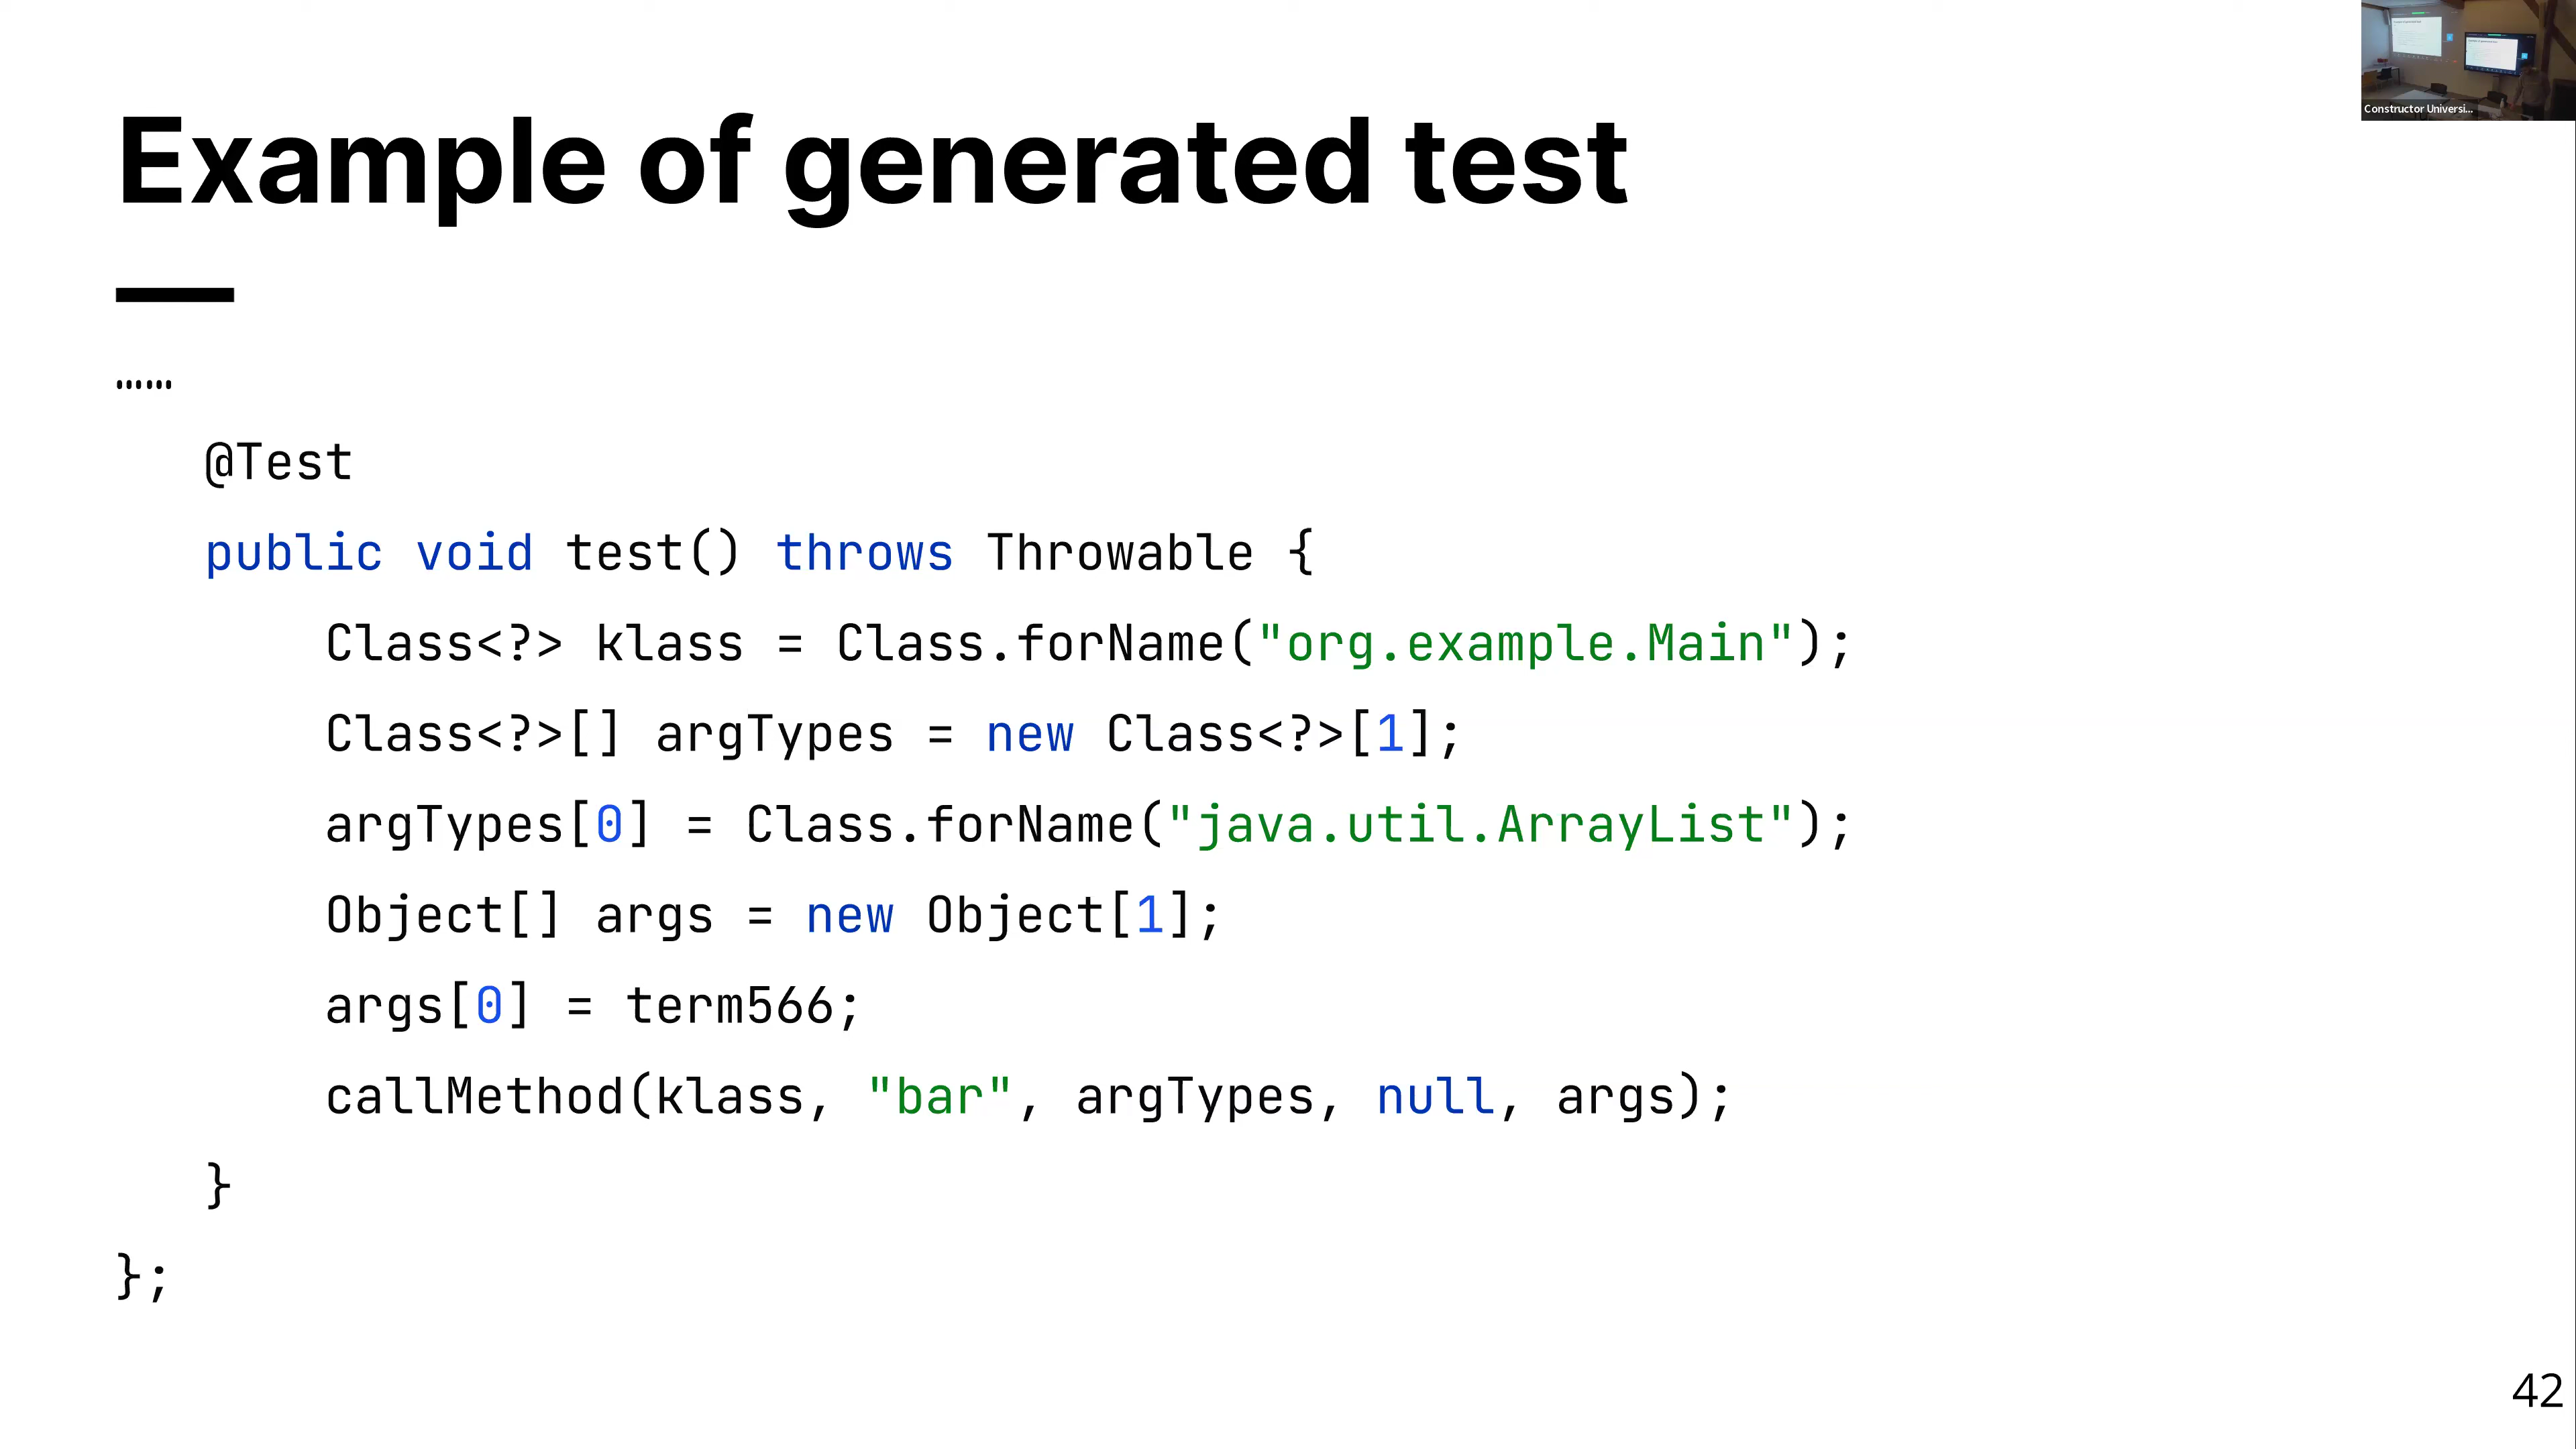 Constructor Universi...
Example of generated test
……
@Test
public void test() throws Throwable {
Class<?> klass = Class.forName("org.example.Main");
Class<?>[] argTypes = new Class<?>[1];
argTypes[0] = Class.forName("java.util.ArrayList");
Object[] args = new Object[1];
args[0] = term566;
callMethod(klass, "bar", argTypes, null, args);
}
};
42